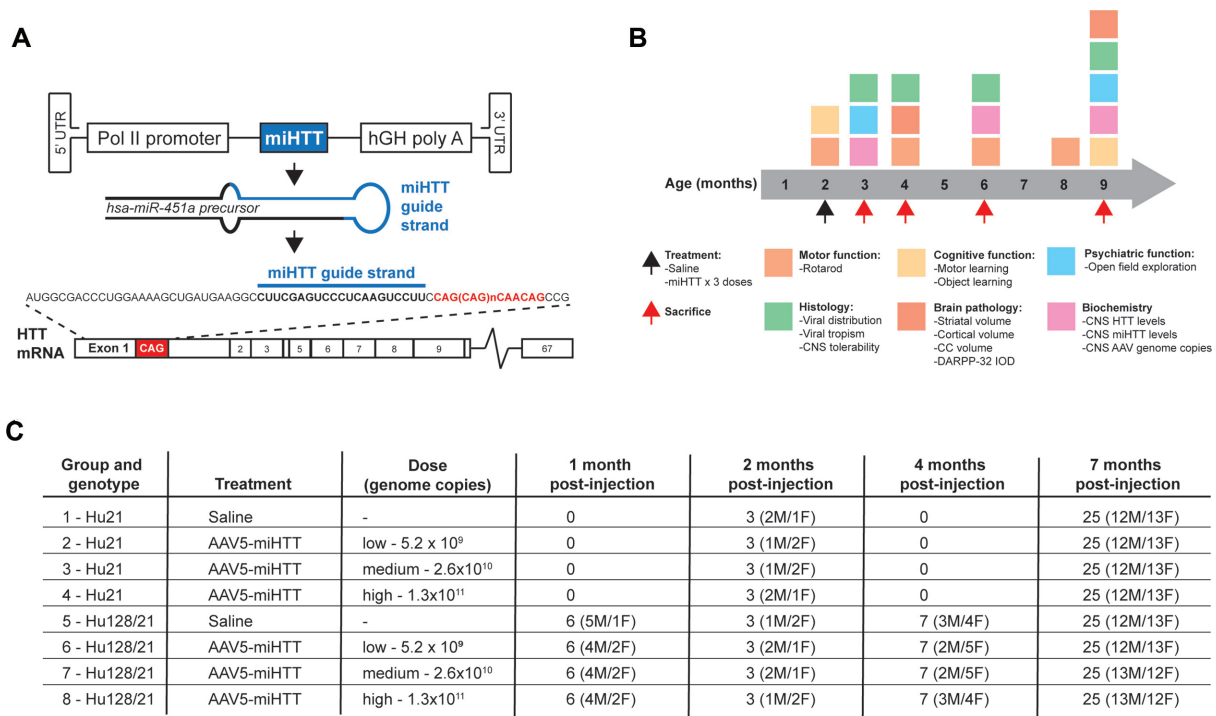 A
5' UTR
Pol II promoter
miHTT
hGH poly A
3' UTR
hsa-miR-451a precursor
miHTT
guide
strand
miHTT guide strand
AUGGCGACCCUGGAAAAGCUGAUGAAGGCCUUCGAGUCCCUCAAGUCCUUCCAG(CAG)nCAACAGCCG
HTT
mRNA
Exon 1
CAG
2
3
5
6
7
8
9
67
B
Age (months)
1
2
3
4
5
6
7
8
9
Treatment:
-Saline
-miHTT x 3 doses
Sacrifice
Motor function:
-Rotarod
Cognitive function:
-Motor learning
-Object learning
Psychiatric function:
-Open field exploration
Histology:
-Viral distribution
-Viral tropism
-CNS tolerability
Brain pathology:
-Striatal volume
-Cortical volume
-CC volume
-DARPP-32 IOD
Biochemistry
-CNS HTT levels
-CNS miHTT levels
-CNS AAV genome copies
C
Group and genotype Treatment Dose (genome copies) 1 month post-injection 2 months post-injection 4 months post-injection 7 months post-injection
1 - Hu21 Saline - 0 3 (2M/1F) 0 25 (12M/13F)
2 - Hu21 AAV5-miHTT low - 5.2 x 10⁹ 0 3 (1M/2F) 0 25 (12M/13F)
3 - Hu21 AAV5-miHTT medium - 2.6x10¹⁰ 0 3 (1M/2F) 0 25 (12M/13F)
4 - Hu21 AAV5-miHTT high - 1.3x10¹¹ 0 3 (2M/1F) 0 25 (12M/13F)
5 - Hu128/21 Saline - 6 (5M/1F) 3 (1M/2F) 7 (3M/4F) 25 (12M/13F)
6 - Hu128/21 AAV5-miHTT low - 5.2 x 10⁹ 6 (4M/2F) 3 (2M/1F) 7 (2M/5F) 25 (12M/13F)
7 - Hu128/21 AAV5-miHTT medium - 2.6x10¹⁰ 6 (4M/2F) 3 (2M/1F) 7 (2M/5F) 25 (13M/12F)
8 - Hu128/21 AAV5-miHTT high - 1.3x10¹¹ 6 (4M/2F) 3 (1M/2F) 7 (3M/4F) 25 (13M/12F)